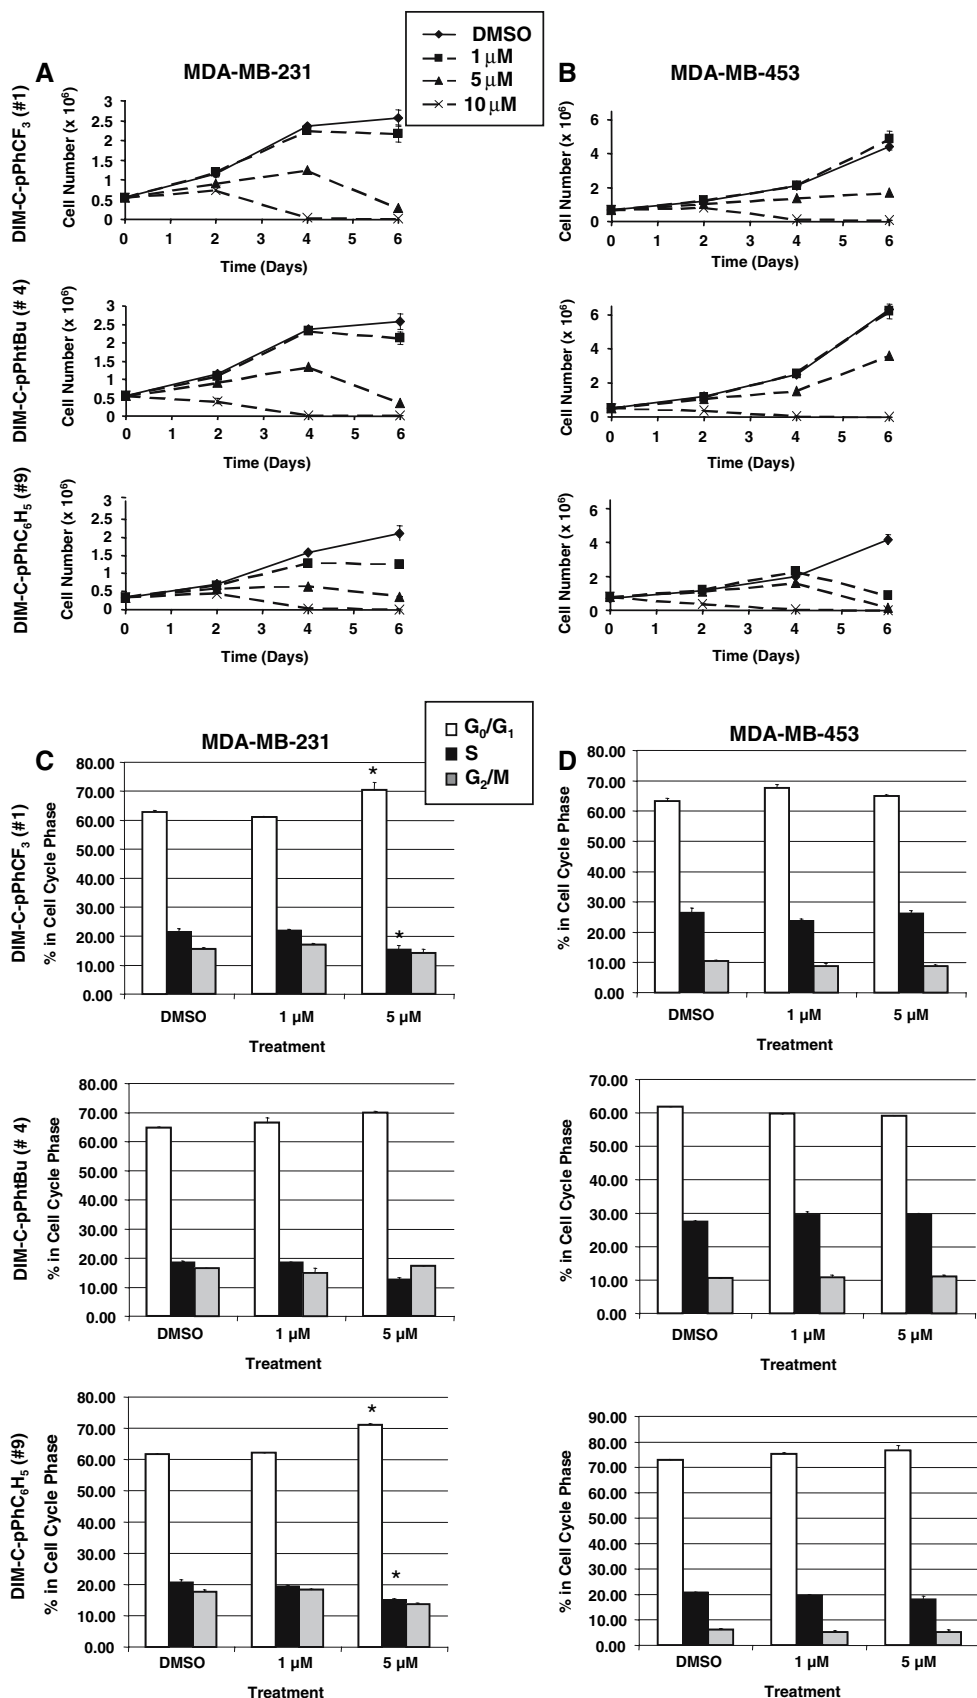 DMSO
1 µM
5 µM
10 µM
A
MDA-MB-231
B
MDA-MB-453
DIM-C-pPhCF₃ (#1)
Cell Number (x 10⁶)
3
2.5
2
1.5
1
0.5
0
0 1 2 3 4 5 6
Time (Days)
Cell Number (x 10⁶)
6
4
2
0
0 1 2 3 4 5 6
Time (Days)
DIM-C-pPhtBu (# 4)
Cell Number (x 10⁶)
3
2.5
2
1.5
1
0.5
0
0 1 2 3 4 5 6
Time (Days)
Cell Number (x 10⁶)
6
4
2
0
0 1 2 3 4 5 6
Time (Days)
DIM-C-pPhC₆H₅ (#9)
Cell Number (x 10⁶)
3
2.5
2
1.5
1
0.5
0
0 1 2 3 4 5 6
Time (Days)
Cell Number (x 10⁶)
6
4
2
0
0 1 2 3 4 5 6
Time (Days)
G₀/G₁
S
G₂/M
C
MDA-MB-231
D
MDA-MB-453
DIM-C-pPhCF₃ (#1)
% in Cell Cycle Phase
80.00
70.00
60.00
50.00
40.00
30.00
20.00
10.00
0.00
*
*
DMSO 1 µM 5 µM
Treatment
% in Cell Cycle Phase
80.00
70.00
60.00
50.00
40.00
30.00
20.00
10.00
0.00
DMSO 1 µM 5 µM
Treatment
DIM-C-pPhtBu (# 4)
% in Cell Cycle Phase
80.00
70.00
60.00
50.00
40.00
30.00
20.00
10.00
0.00
DMSO 1 µM 5 µM
Treatment
% in Cell Cycle Phase
70.00
60.00
50.00
40.00
30.00
20.00
10.00
0.00
DMSO 1 µM 5 µM
Treatment
DIM-C-pPhC₆H₅ (#9)
% in Cell Cycle Phase
80.00
70.00
60.00
50.00
40.00
30.00
20.00
10.00
0.00
*
*
DMSO 1 µM 5 µM
Treatment
% in Cell Cycle Phase
90.00
80.00
70.00
60.00
50.00
40.00
30.00
20.00
10.00
0.00
DMSO 1 µM 5 µM
Treatment